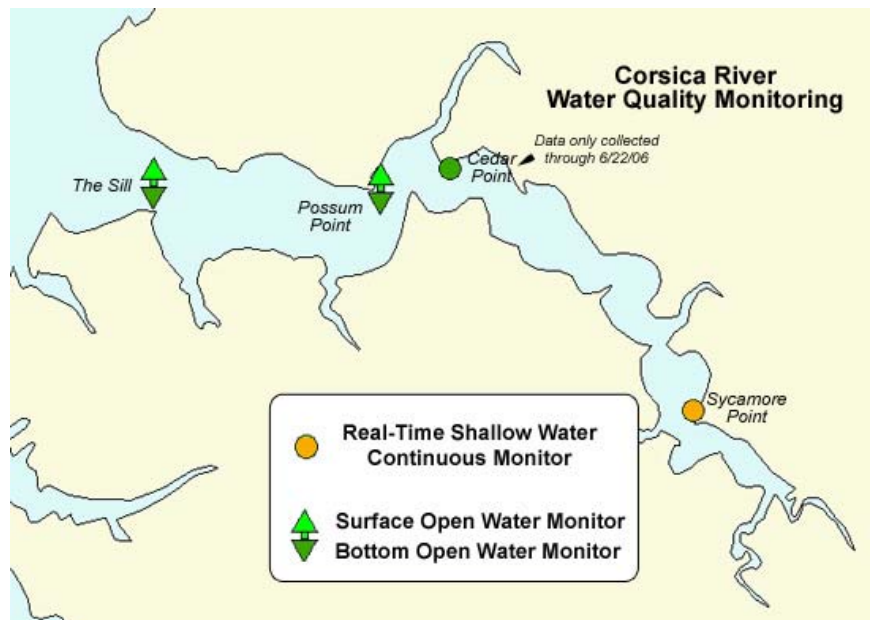 Corsica River
Water Quality Monitoring
Data only collected
through 6/22/06
Cedar
Point
The Sill
Possum
Point
Sycamore
Point
Real-Time Shallow Water
Continuous Monitor
Surface Open Water Monitor
Bottom Open Water Monitor